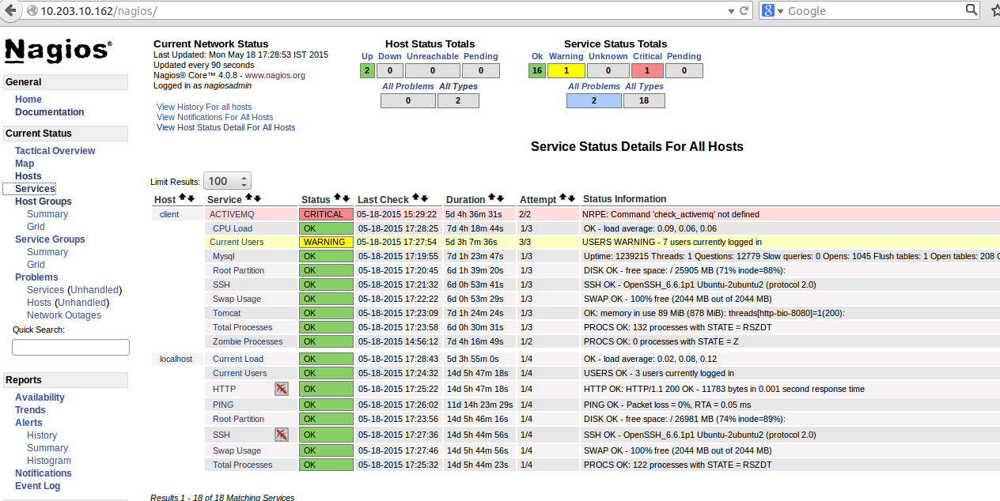 10.203.10.162/nagios/
Google
Nagios®
General
Home
Documentation
Current Status
Tactical Overview
Map
Hosts
Services
Host Groups
Summary
Grid
Service Groups
Summary
Grid
Problems
Services (Unhandled)
Hosts (Unhandled)
Network Outages
Quick Search:
Reports
Availability
Trends
Alerts
History
Summary
Histogram
Notifications
Event Log
Current Network Status
Last Updated: Mon May 18 17:28:53 IST 2015
Updated every 90 seconds
Nagios® Core™ 4.0.8 - www.nagios.org
Logged in as nagiosadmin
View History For all hosts
View Notifications For All Hosts
View Host Status Detail For All Hosts
Host Status Totals
Up Down Unreachable Pending
2 0 0 0
All Problems All Types
0 2
Service Status Totals
Ok Warning Unknown Critical Pending
16 1 0 1 0
All Problems All Types
2 18
Service Status Details For All Hosts
Limit Results: 100
Host Service Status Last Check Duration Attempt Status Information
client ACTIVEMQ CRITICAL 05-18-2015 15:29:22 5d 4h 36m 31s 2/2 NRPE: Command 'check_activemq' not defined
CPU Load OK 05-18-2015 17:28:25 7d 4h 18m 44s 1/3 OK - load average: 0.09, 0.06, 0.06
Current Users WARNING 05-18-2015 17:27:54 5d 3h 7m 36s 3/3 USERS WARNING - 7 users currently logged in
Mysql OK 05-18-2015 17:19:55 7d 1h 23m 47s 1/3 Uptime: 1239215 Threads: 1 Questions: 12779 Slow queries: 0 Opens: 1045 Flush tables: 1 Open tables: 208
Root Partition OK 05-18-2015 17:20:45 6d 1h 39m 20s 1/3 DISK OK - free space: / 25905 MB (71% inode=88%):
SSH OK 05-18-2015 17:21:32 6d 0h 53m 41s 1/3 SSH OK - OpenSSH_6.6.1p1 Ubuntu-2ubuntu2 (protocol 2.0)
Swap Usage OK 05-18-2015 17:22:22 6d 0h 53m 29s 1/3 SWAP OK - 100% free (2044 MB out of 2044 MB)
Tomcat OK 05-18-2015 17:23:09 7d 1h 24m 24s 1/3 OK: memory in use 89 MiB (878 MiB): threads[http-bio-8080]=1(200):
Total Processes OK 05-18-2015 17:23:58 6d 0h 30m 31s 1/3 PROCS OK: 132 processes with STATE = RSZDT
Zombie Processes OK 05-18-2015 14:56:12 7d 4h 16m 49s 1/2 PROCS OK: 0 processes with STATE = Z
localhost Current Load OK 05-18-2015 17:28:43 5d 3h 55m 0s 1/4 OK - load average: 0.02, 0.08, 0.12
Current Users OK 05-18-2015 17:24:32 14d 5h 47m 18s 1/4 USERS OK - 3 users currently logged in
HTTP OK 05-18-2015 17:25:22 14d 5h 47m 18s 1/4 HTTP OK: HTTP/1.1 200 OK - 11783 bytes in 0.001 second response time
PING OK 05-18-2015 17:26:02 11d 14h 23m 29s 1/4 PING OK - Packet loss = 0%, RTA = 0.05 ms
Root Partition OK 05-18-2015 17:23:56 14d 5h 46m 16s 1/4 DISK OK - free space: / 26981 MB (74% inode=89%):
SSH OK 05-18-2015 17:27:36 14d 5h 44m 56s 1/4 SSH OK - OpenSSH_6.6.1p1 Ubuntu-2ubuntu2 (protocol 2.0)
Swap Usage OK 05-18-2015 17:27:46 14d 5h 44m 56s 1/4 SWAP OK - 100% free (2044 MB out of 2044 MB)
Total Processes OK 05-18-2015 17:25:32 14d 5h 44m 23s 1/4 PROCS OK: 122 processes with STATE = RSZDT
Results 1 - 18 of 18 Matching Services